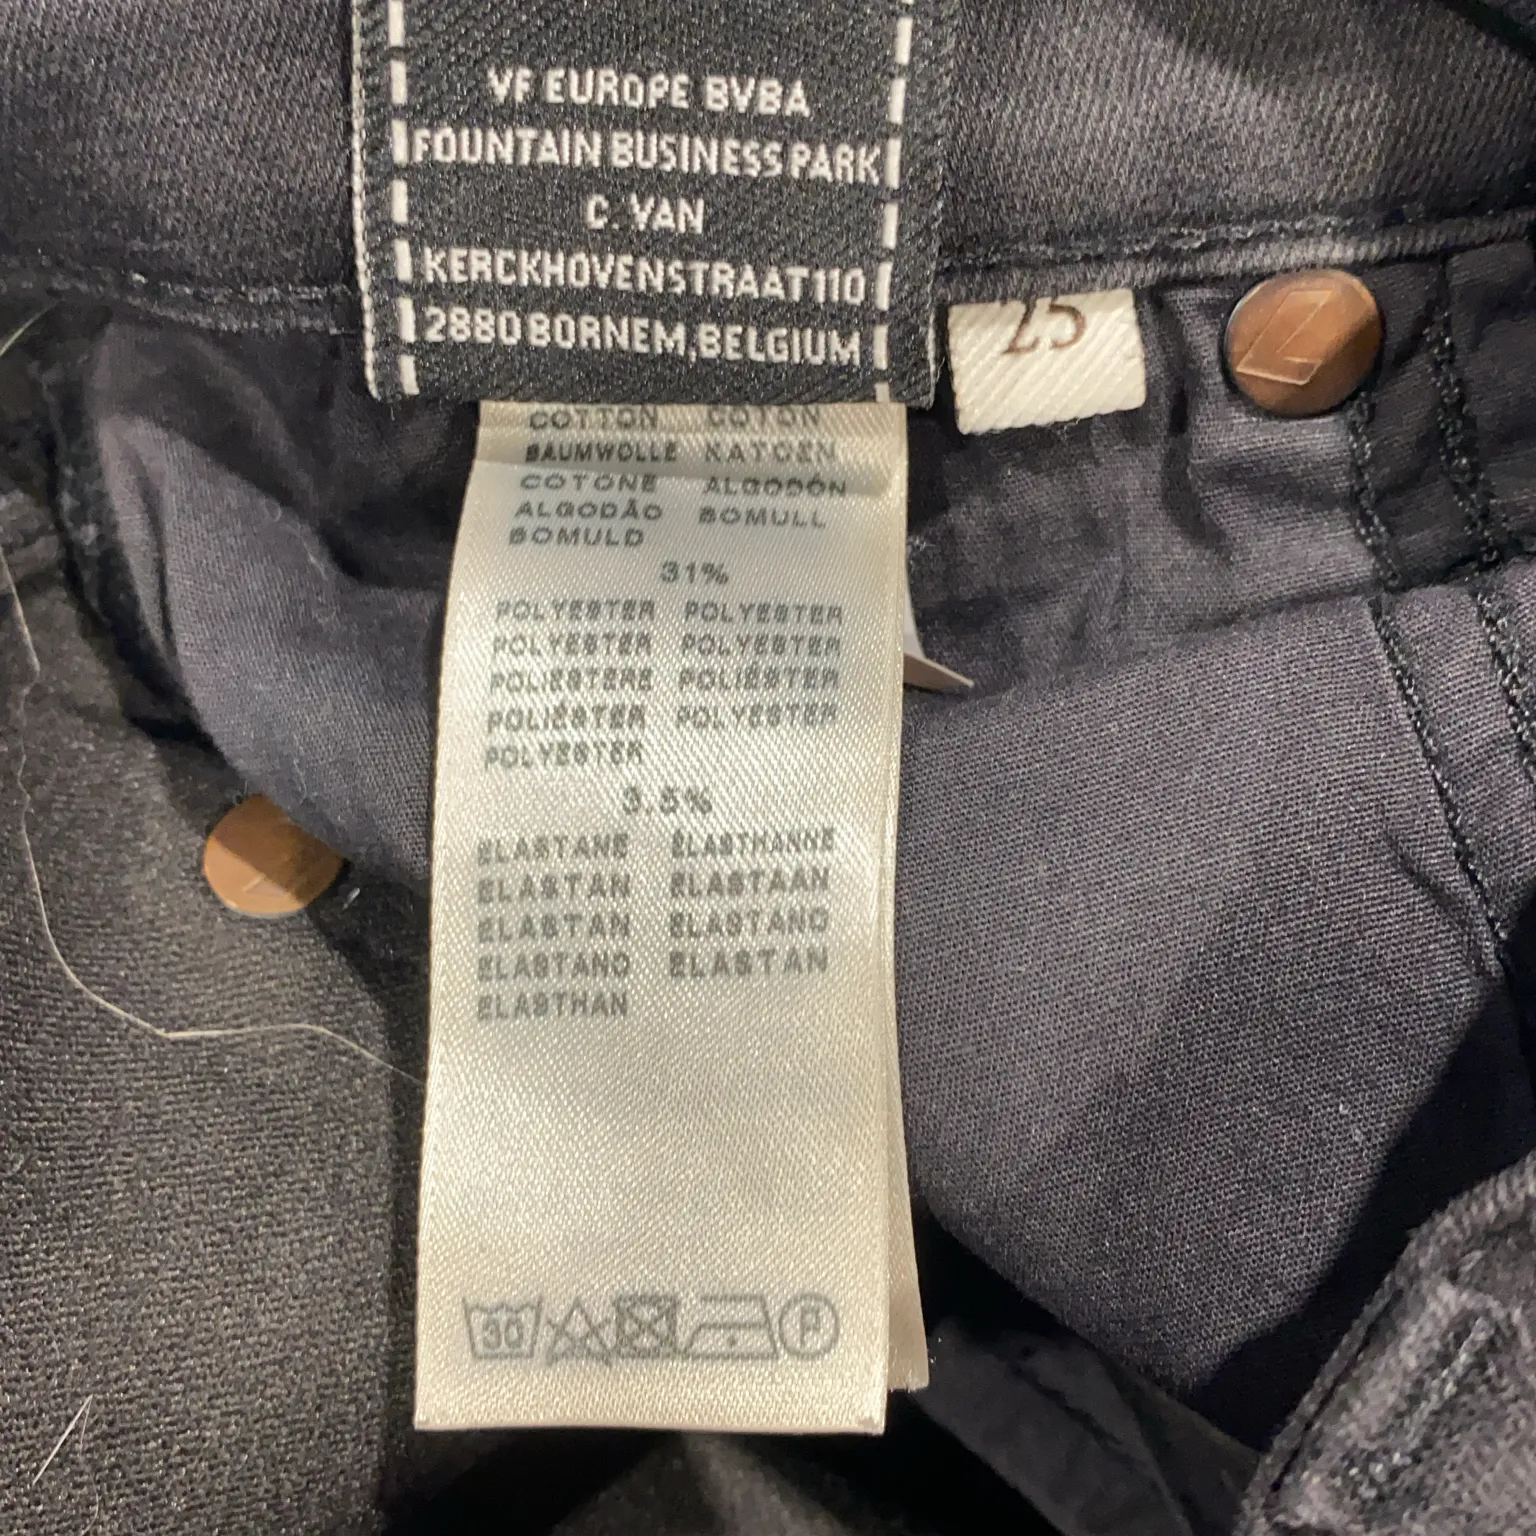 VF EUROPE BVBA
FOUNTAIN BUSINESS PARK
C. VAN
KERCKHOVENSTRAAT 110
2880 BORNEM, BELGIUM
25
COTTON COTON
BAUMWOLLE KATOEN
COTONE ALGODÓN
ALGODÃO BOMULL
BOMULD
31%
POLYESTER POLYESTER
POLYESTER POLYESTER
POLIESTERE POLIÉSTER
POLIÉSTER POLYESTER
POLYESTER
3.5%
ELASTANE ÉLASTHANNE
ELASTAN ELASTAAN
ELASTAN ELASTANO
ELASTANO ELASTAN
ELASTHAN
30 P